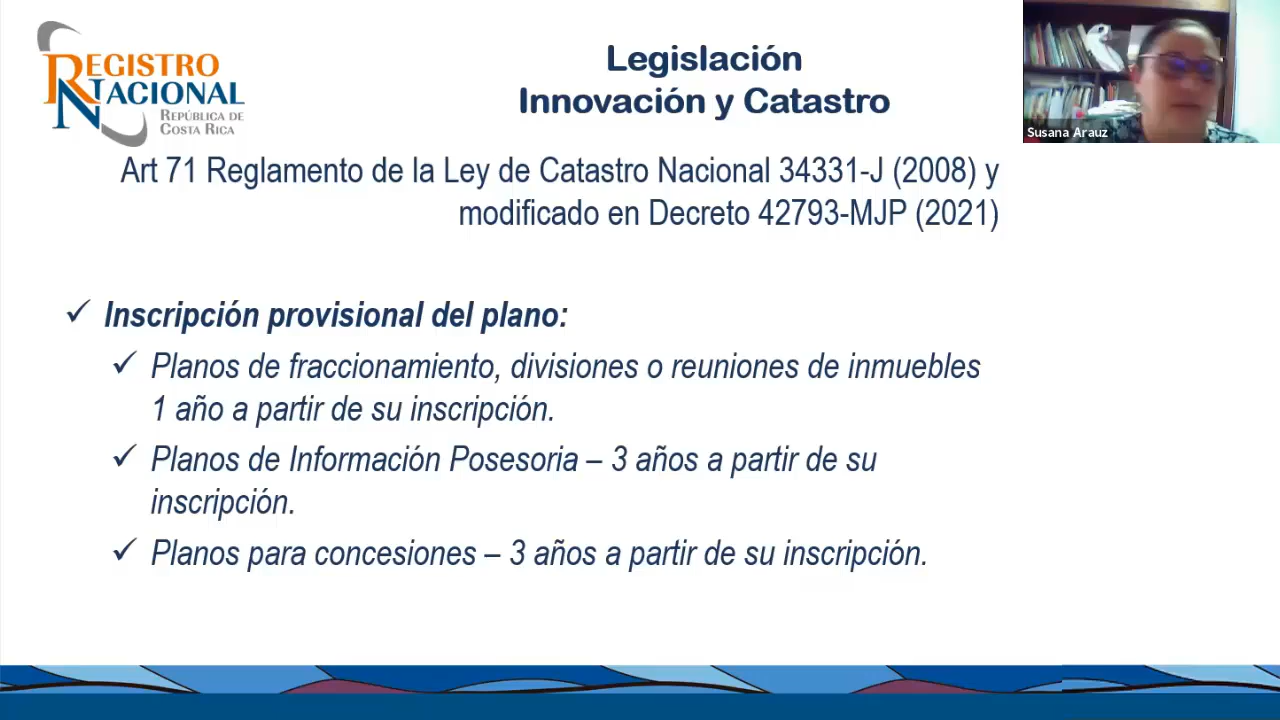 REGISTRO
NACIONAL
REPÚBLICA DE
COSTA RICA
Legislación
Innovación y Catastro
Susana Arauz
Art 71 Reglamento de la Ley de Catastro Nacional 34331-J (2008) y
modificado en Decreto 42793-MJP (2021)
✓ Inscripción provisional del plano:
✓ Planos de fraccionamiento, divisiones o reuniones de inmuebles
1 año a partir de su inscripción.
✓ Planos de Información Posesoria – 3 años a partir de su
inscripción.
✓ Planos para concesiones – 3 años a partir de su inscripción.